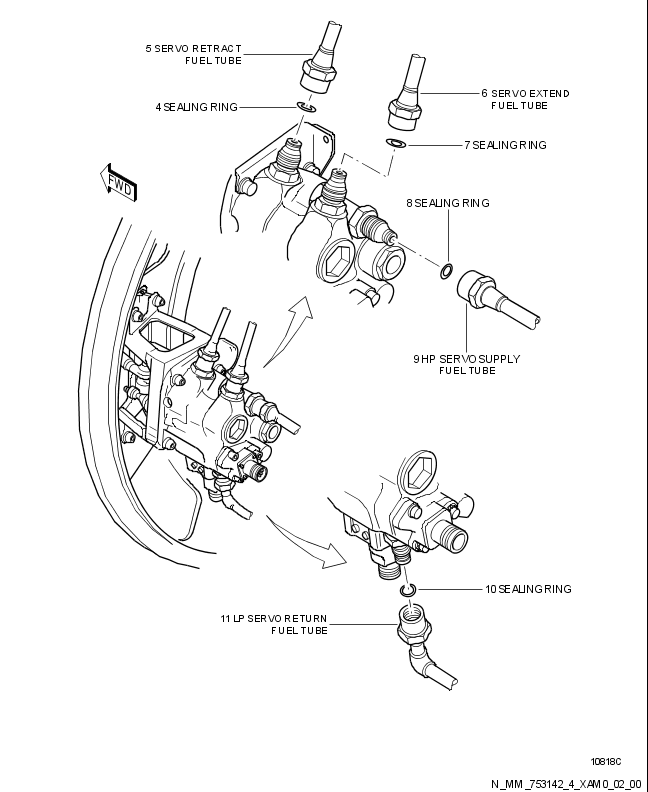 5 SERVO RETRACT
FUEL TUBE
4 SEALING RING
6 SERVO EXTEND
FUEL TUBE
7 SEALING RING
FWD
8 SEALING RING
9 HP SERVO SUPPLY
FUEL TUBE
10 SEALING RING
11 LP SERVO RETURN
FUEL TUBE
10818C
N_MM_753142_4_XAM0_02_00